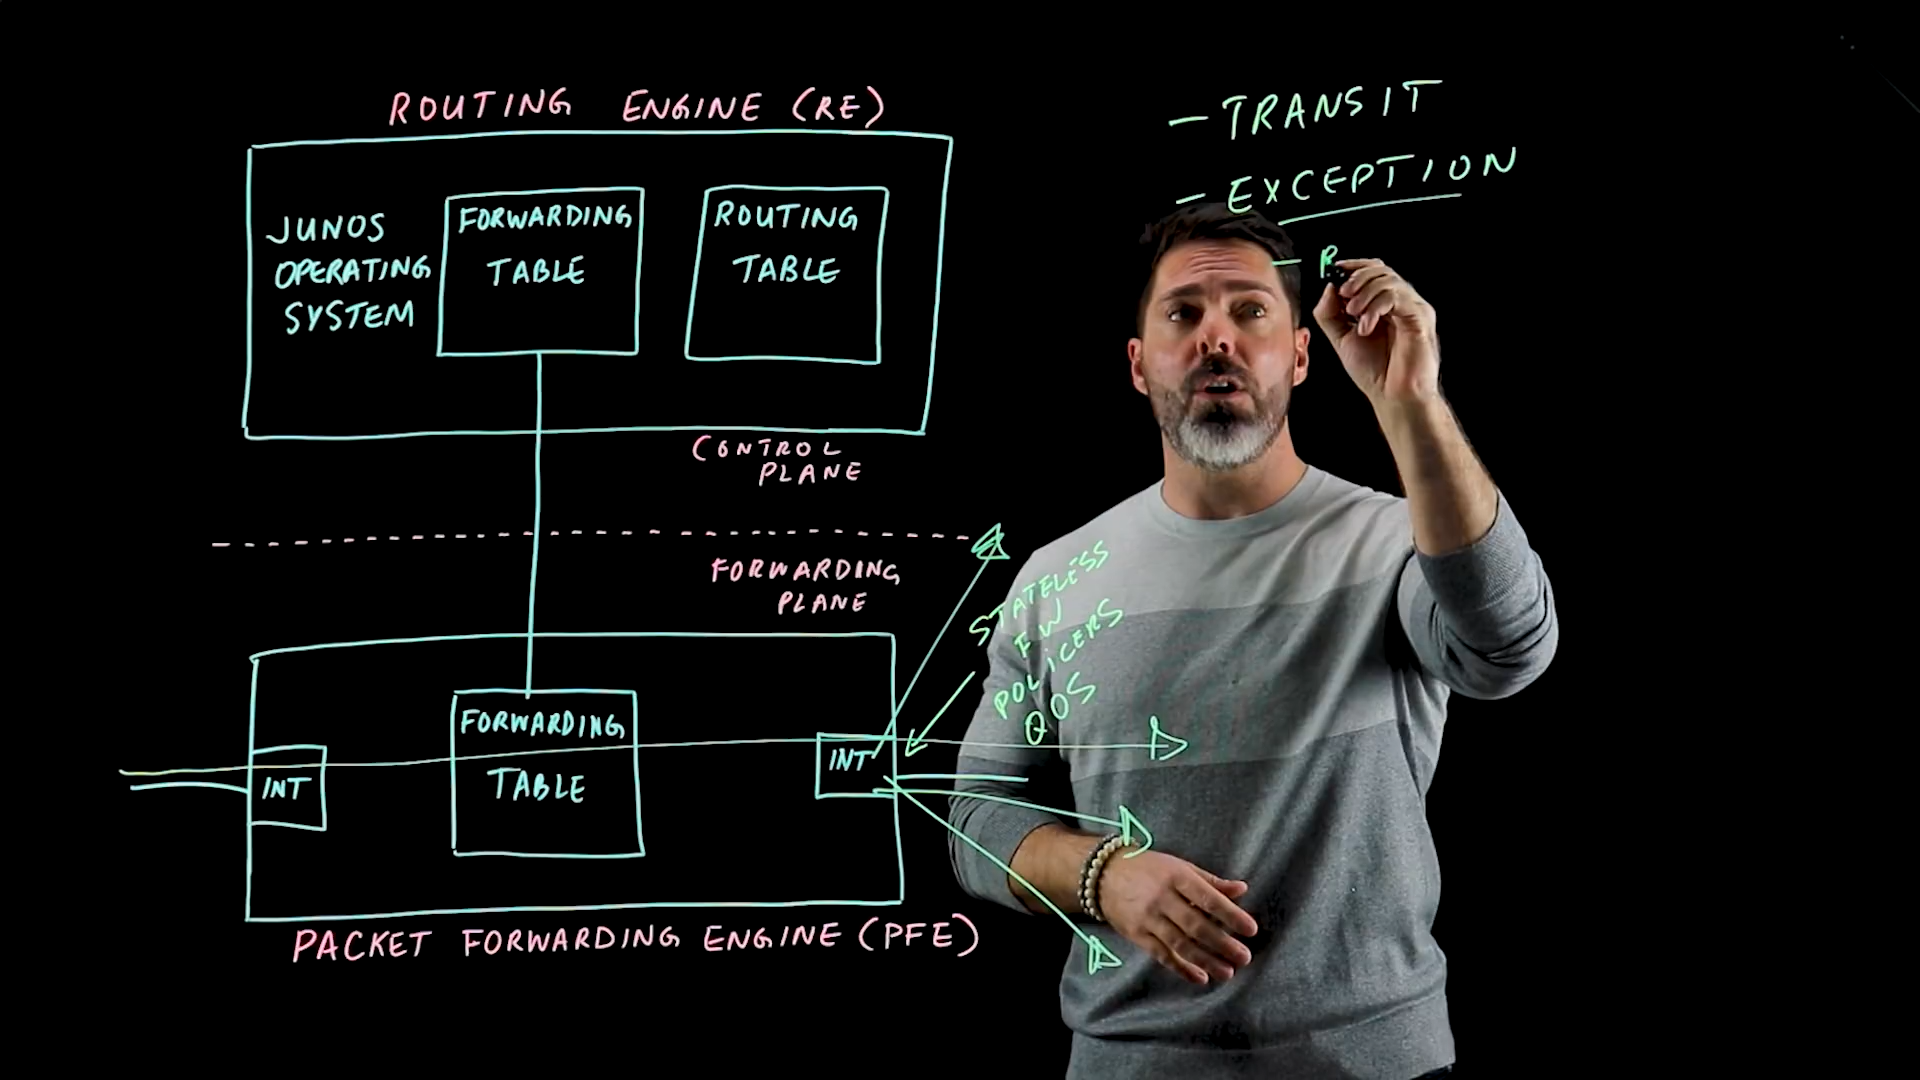 ROUTING ENGINE (RE)
JUNOS
OPERATING
SYSTEM
FORWARDING
TABLE
ROUTING
TABLE
CONTROL
PLANE
FORWARDING
PLANE
INT
FORWARDING
TABLE
INT
PACKET FORWARDING ENGINE (PFE)
STATELESS
FW
POLICERS
QOS
- TRANSIT
- EXCEPTION